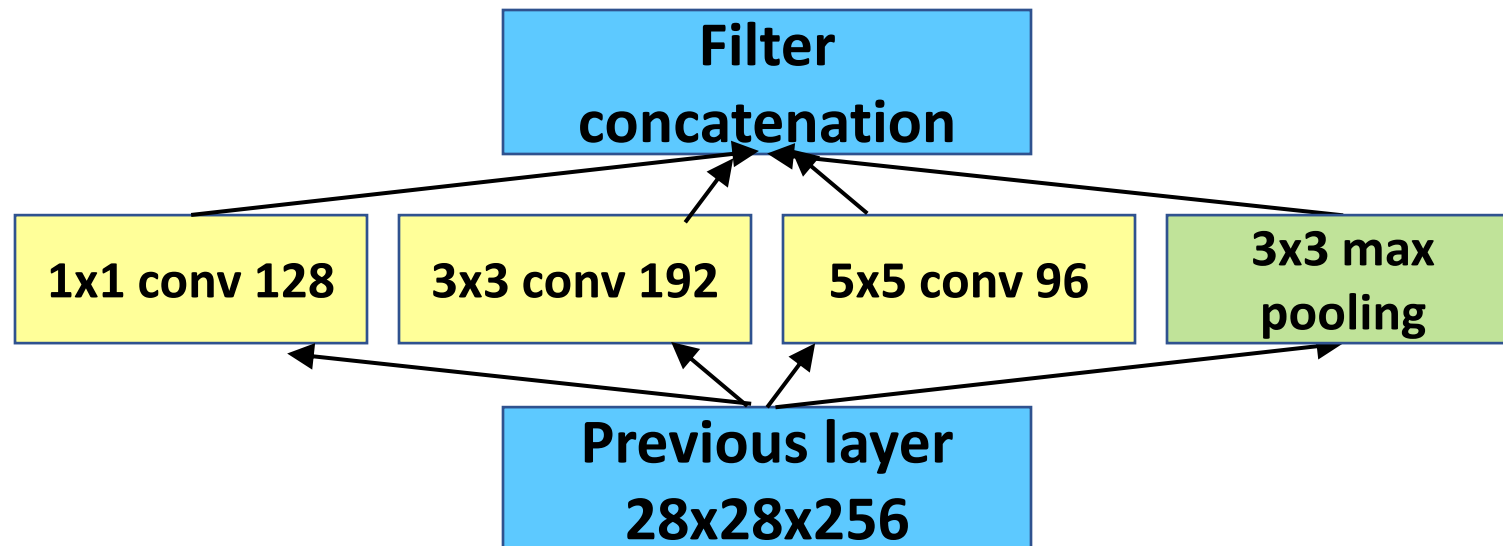 Filter
concatenation
1x1 conv 128
3x3 conv 192
5x5 conv 96
3x3 max
pooling
Previous layer
28x28x256